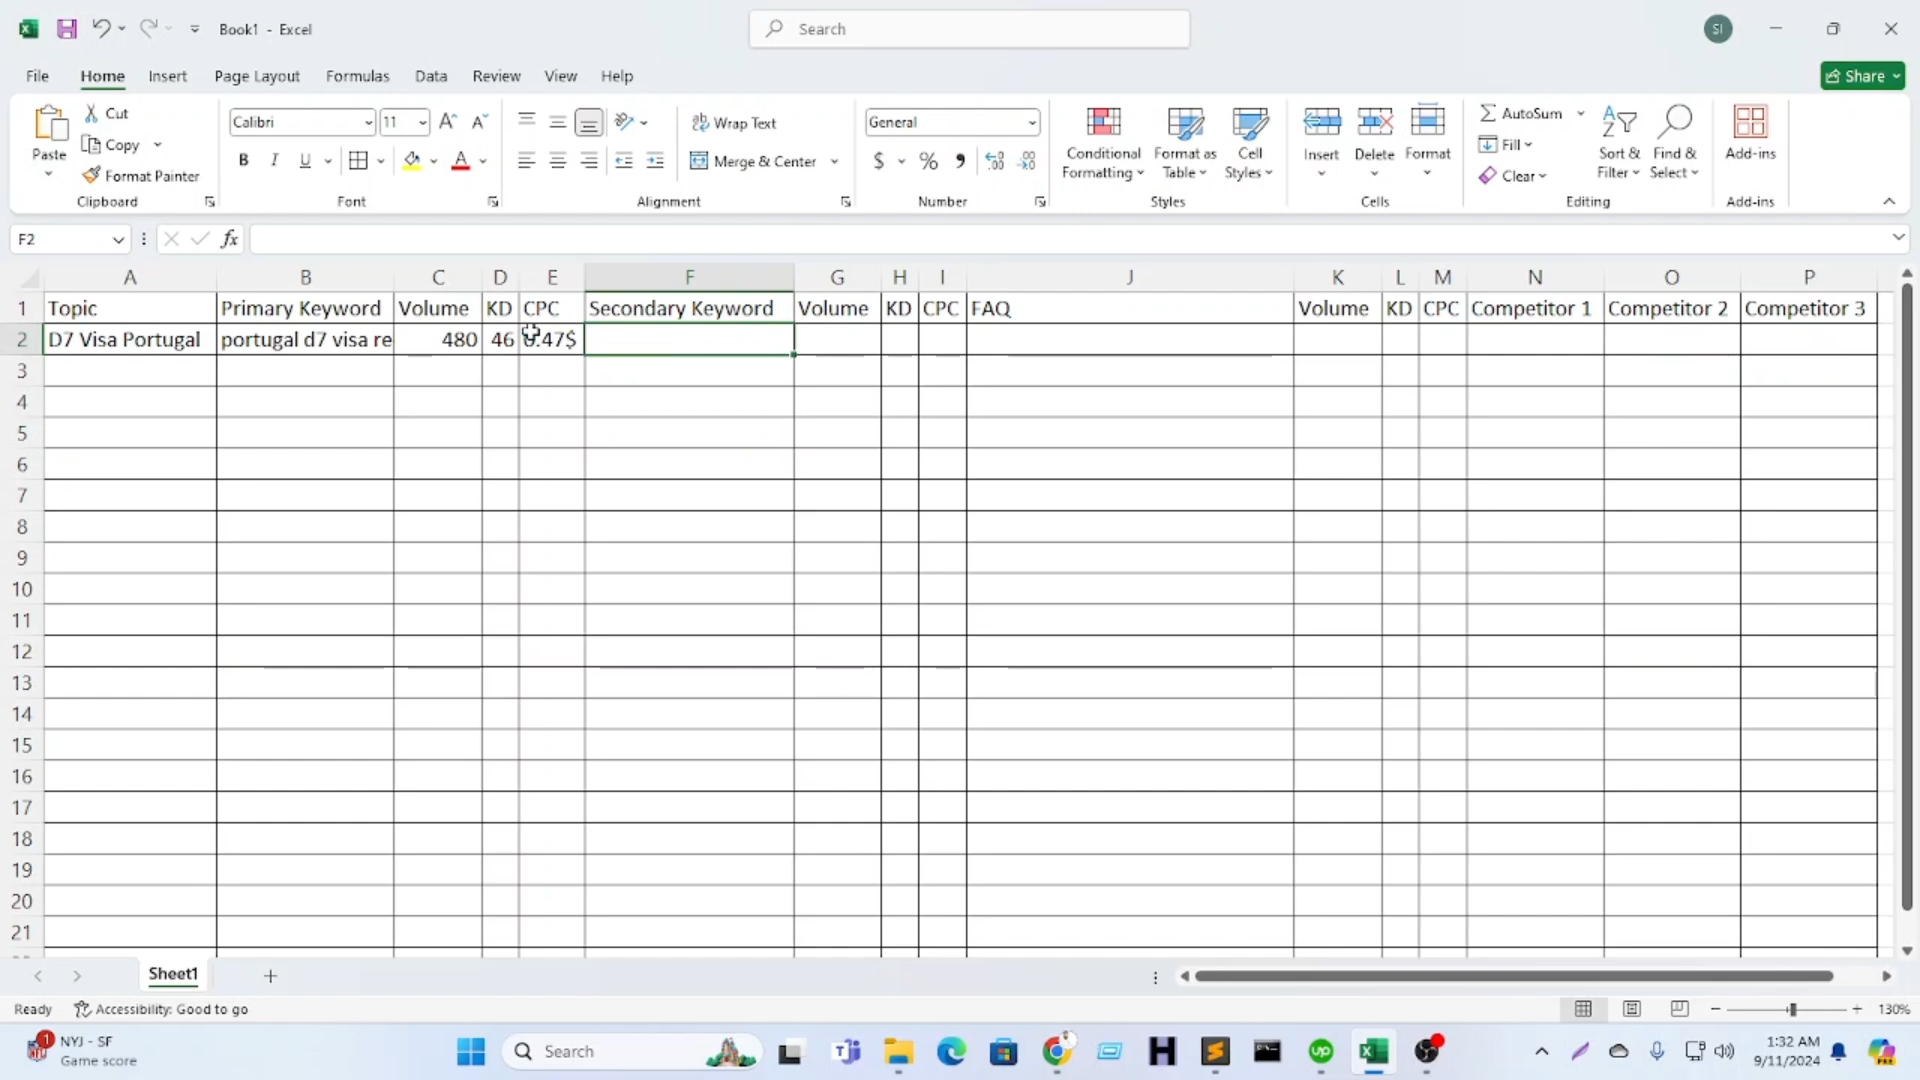 Book1 - Excel
Search
SI
File Home Insert Page Layout Formulas Data Review View Help
Share
Paste
Cut
Copy
Format Painter
Clipboard
Calibri 11
B I U
Font
Wrap Text
Merge & Center
Alignment
General
$ % ,
Number
Conditional Formatting
Format as Table
Cell Styles
Styles
Insert
Delete
Format
Cells
AutoSum
Fill
Clear
Sort & Filter
Find & Select
Editing
Add-ins
Add-ins
F2
fx
A B C D E F G H I J K L M N O P
1 Topic Primary Keyword Volume KD CPC Secondary Keyword Volume KD CPC FAQ Volume KD CPC Competitor 1 Competitor 2 Competitor 3
2 D7 Visa Portugal portugal d7 visa re 480 46 .47$
3
4
5
6
7
8
9
10
11
12
13
14
15
16
17
18
19
20
21
Sheet1
Ready Accessibility: Good to go
130%
1
NYJ - SF
Game score
Search
up
1:32 AM
9/11/2024
PRE